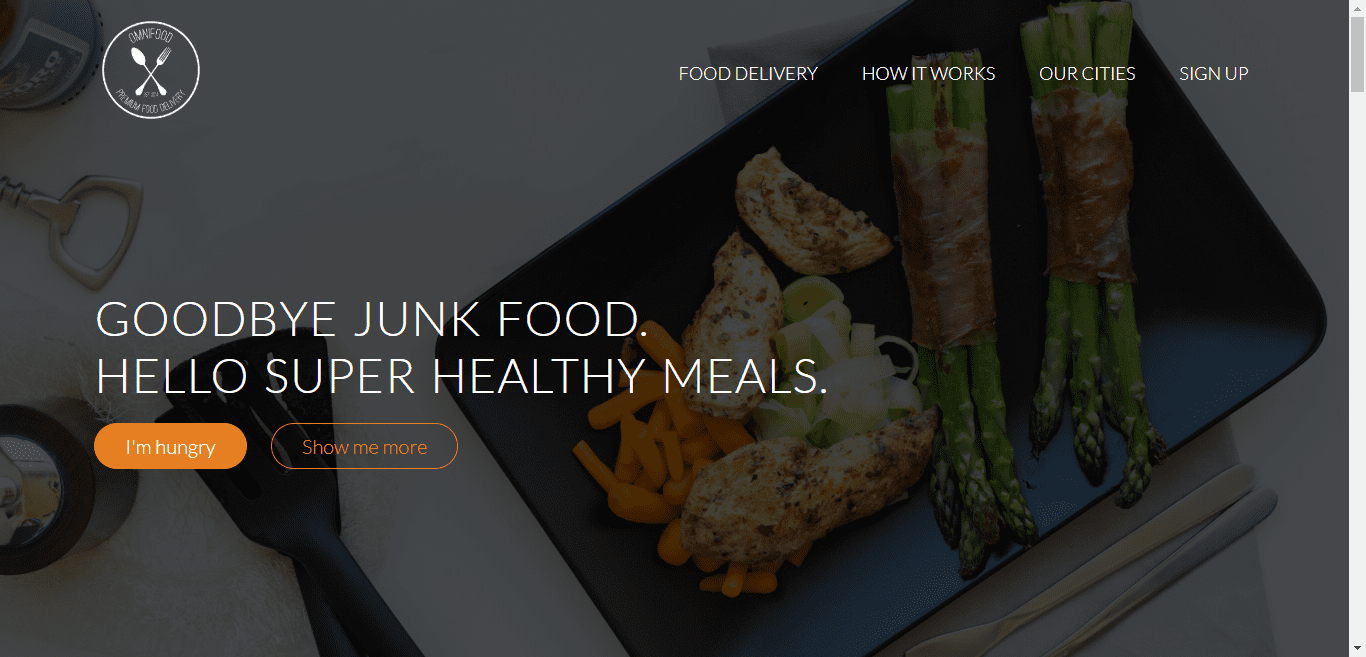 OMNIFOOD
PREMIUM FOOD DELIVERY
FOOD DELIVERY
HOW IT WORKS
OUR CITIES
SIGN UP
GOODBYE JUNK FOOD.
HELLO SUPER HEALTHY MEALS.
I'm hungry
Show me more